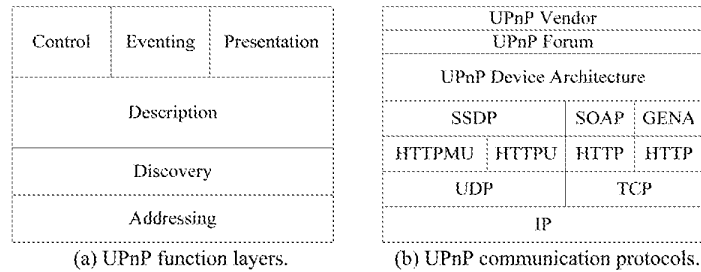 Control Eventing Presentation
Description
Discovery
Addressing
(a) UPnP function layers.
UPnP Vendor
UPnP Forum
UPnP Device Architecture
SSDP SOAP GENA
HTTPMU HTTPU HTTP HTTP
UDP TCP
IP
(b) UPnP communication protocols.